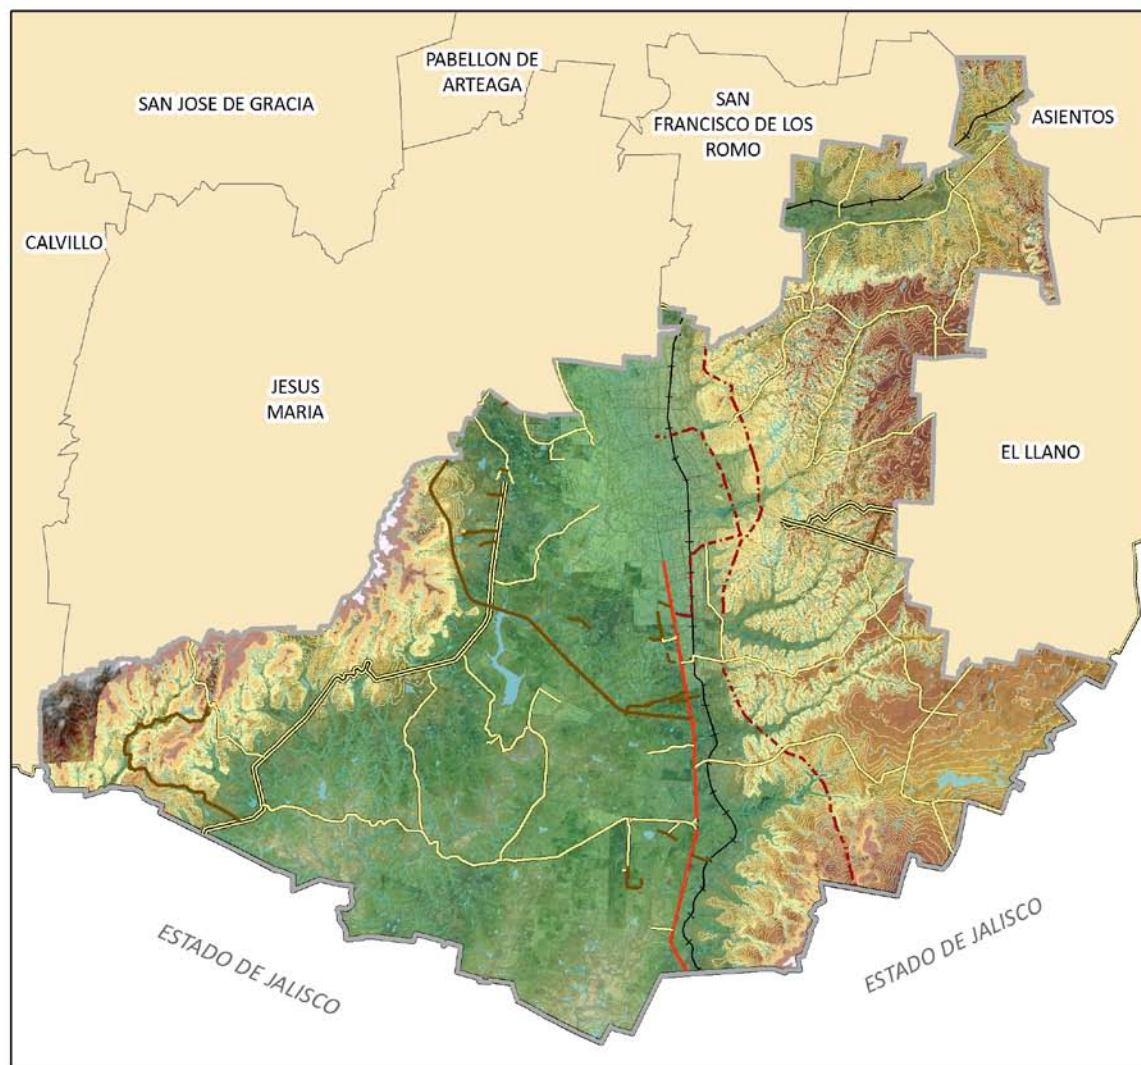 PABELLON DE
ARTEAGA
SAN JOSE DE GRACIA
SAN
FRANCISCO DE LOS
ROMO
ASIENTOS
CALVILLO
JESUS
MARIA
EL LLANO
ESTADO DE JALISCO
ESTADO DE JALISCO